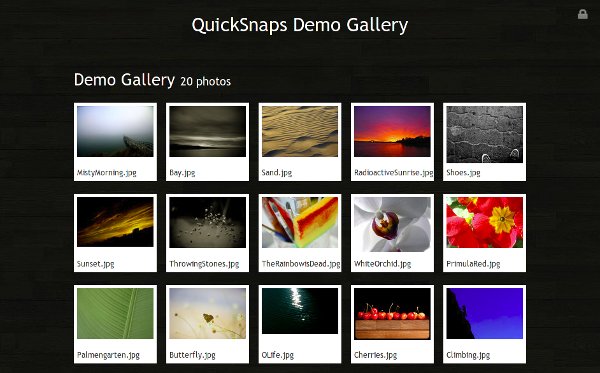 QuickSnaps Demo Gallery
Demo Gallery 20 photos
MistyMorning.jpg
Bay.jpg
Sand.jpg
RadioactiveSunrise.jpg
Shoes.jpg
Sunset.jpg
ThrowingStones.jpg
TheRainbowisDead.jpg
WhiteOrchid.jpg
PrimulaRed.jpg
Palmengarten.jpg
Butterfly.jpg
OLife.jpg
Cherries.jpg
Climbing.jpg